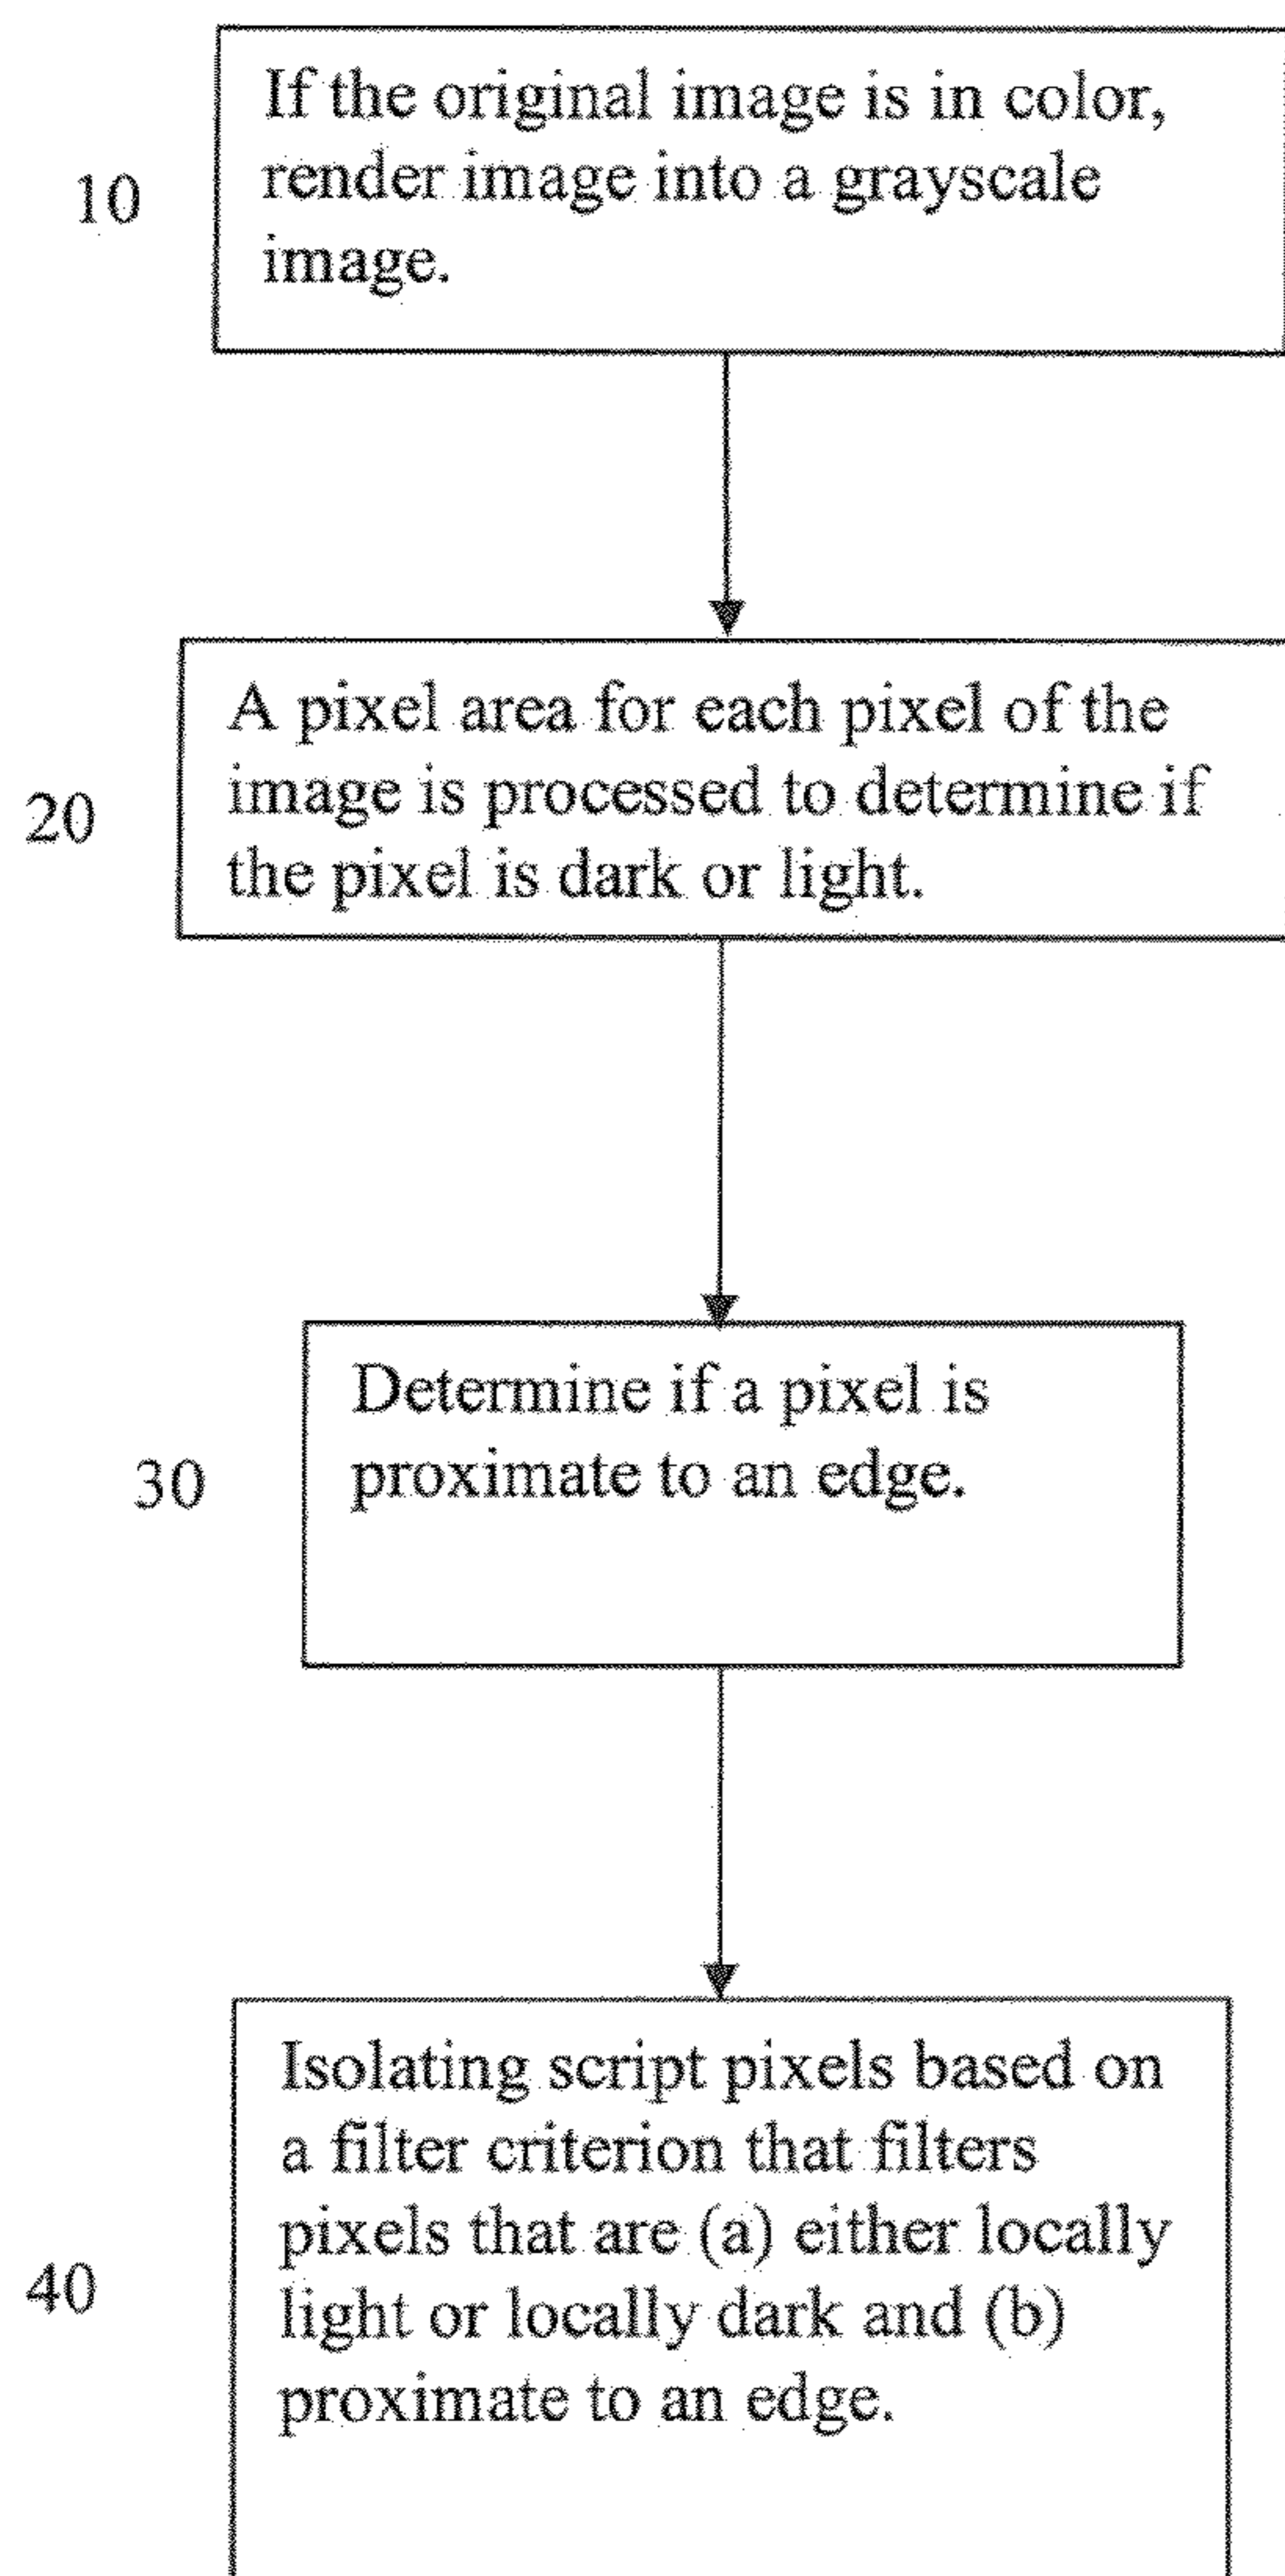 If the original image is in color,
render image into a grayscale
image.
10
A pixel area for each pixel of the
image is processed to determine if
the pixel is dark or light.
20
Determine if a pixel is
proximate to an edge.
30
Isolating script pixels based on
a filter criterion that filters
pixels that are (a) either locally
light or locally dark and (b)
proximate to an edge.
40